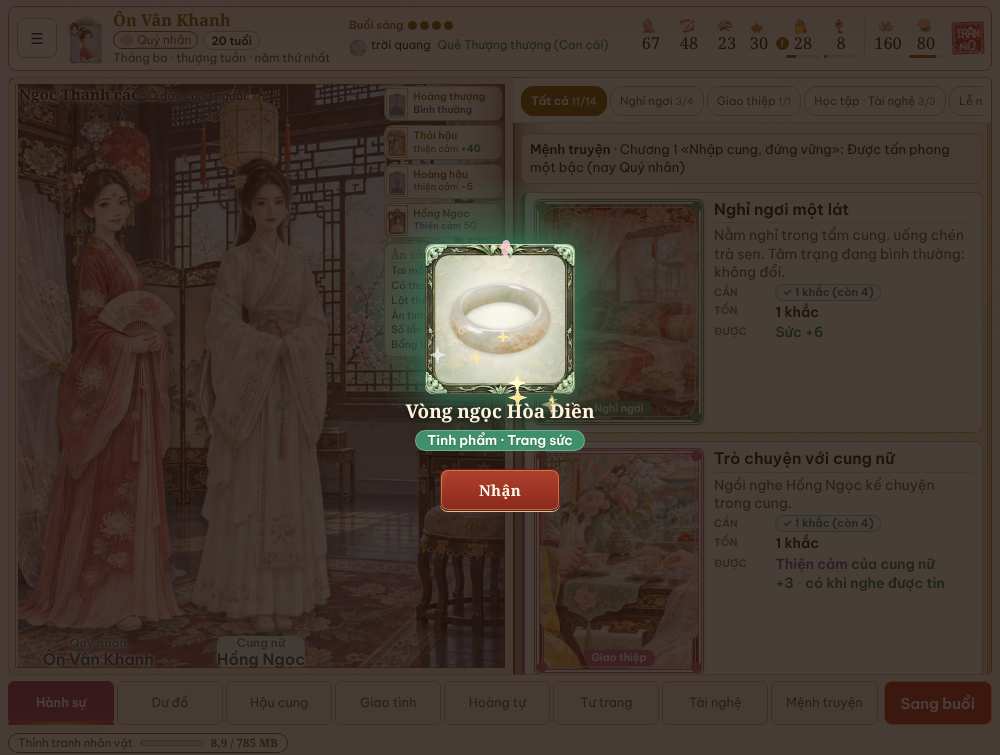 Ôn Vân Khanh
Quý nhân
20 tuổi
Tháng ba · thượng tuần · năm thứ nhất
Buổi sáng
trời quang Quẻ Thượng thượng (Can cái)
67 48 23 30 28 8 160 80
Ngọc Thanh các
Hoàng thượng
Bình thường
Thái hậu
thiện cảm +40
Hoàng hậu
thiện cảm -5
Hồng Ngọc
Thiện cảm 50
Tất cả 11/14
Nghỉ ngơi 3/4
Giao thiệp 1/1
Học tập · Tài nghệ 3/3
Lễ n
Mệnh truyện · Chương 1 «Nhập cung, đứng vững»: Được tấn phong
một bậc (nay Quý nhân)
Nghỉ ngơi một lát
Nằm nghỉ trong tẩm cung, uống chén
trà sen. Tâm trạng đang bình thường:
không đổi.
CẦN
✓ 1 khắc (còn 4)
TỐN
1 khắc
ĐƯỢC
Sức +6
Nghỉ ngơi
Vòng ngọc Hòa Điền
Tinh phẩm · Trang sức
Nhận
Trò chuyện với cung nữ
Ngồi nghe Hồng Ngọc kể chuyện
trong cung.
CẦN
✓ 1 khắc (còn 4)
TỐN
1 khắc
ĐƯỢC
Thiện cảm của cung nữ
+3 · có khi nghe được tin
Giao thiệp
Quý nhân
Ôn Vân Khanh
Cung nữ
Hồng Ngọc
Hành sự
Dư đồ
Hậu cung
Giao tình
Hoàng tự
Tư trang
Tài nghệ
Mệnh truyện
Sang buổi
Thỉnh tranh nhân vật
8,9 / 785 MB